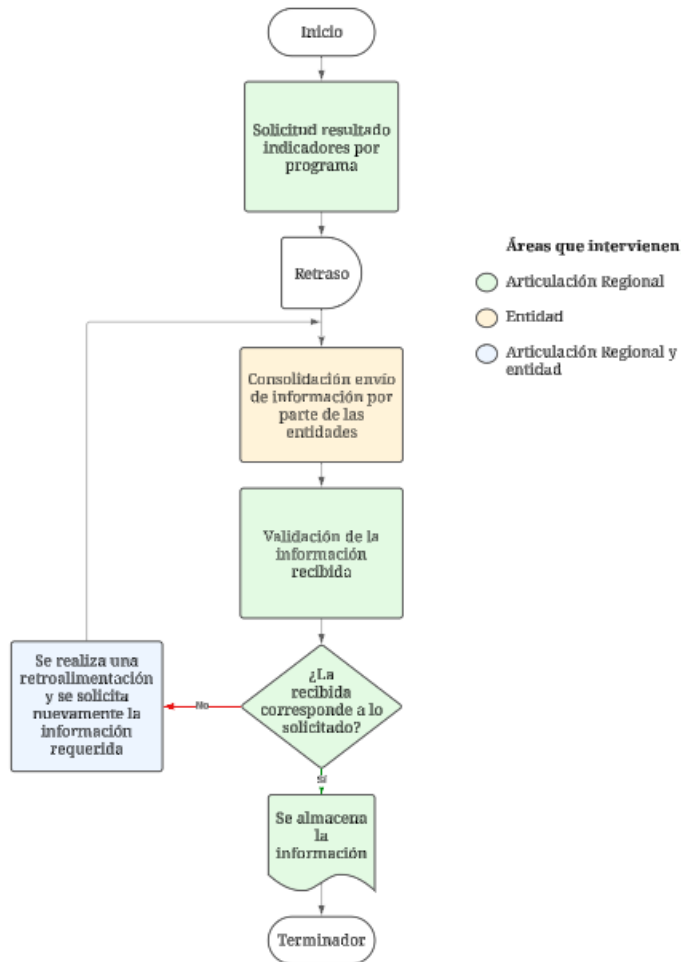 Inicio
Solicitud resultado
indicadores por
programa
Retraso
Áreas que intervienen
Articulación Regional
Entidad
Articulación Regional y
entidad
Consolidación envío
de información por
parte de las
entidades
Validación de la
información
recibida
Se realiza una
retroalimentación
y se solicita
nuevamente la
información
requerida
No
¿La
recibida
corresponde a lo
solicitado?
Sí
Se almacena
la
información
Terminador